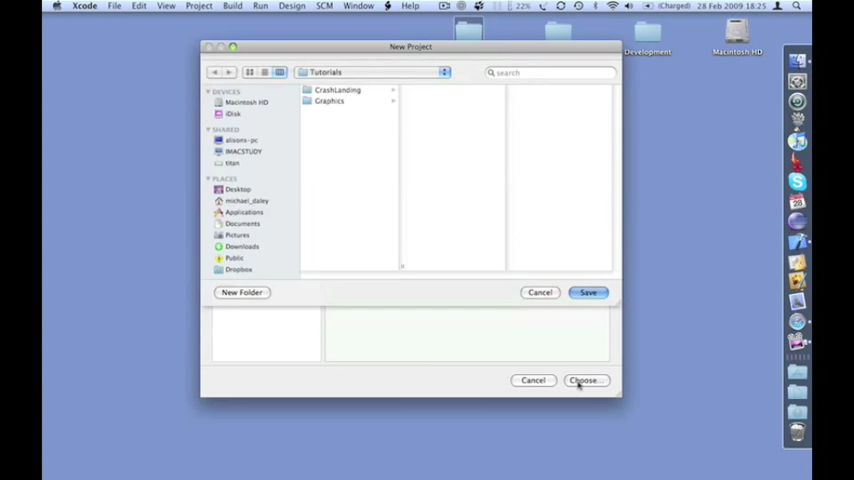 Xcode File Edit View Project Build Run Design SCM Window Help 22% (Charged) 28 Feb 2009 18:25
Development
Macintosh HD
New Project
Tutorials
search
DEVICES
Macintosh HD
iDisk
SHARED
alisons-pc
IMACSTUDY
titan
PLACES
Desktop
michael_daley
Applications
Documents
Pictures
Downloads
Public
Dropbox
CrashLanding
Graphics
New Folder
Cancel
Save
Cancel
Choose...